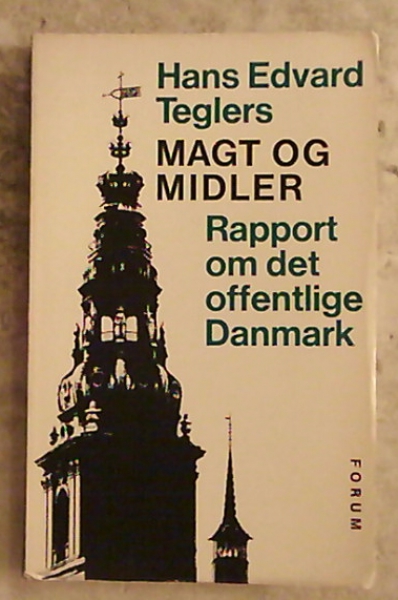 Hans Edvard
Teglers
MAGT OG
MIDLER
Rapport
om det
offentlige
Danmark
FORUM